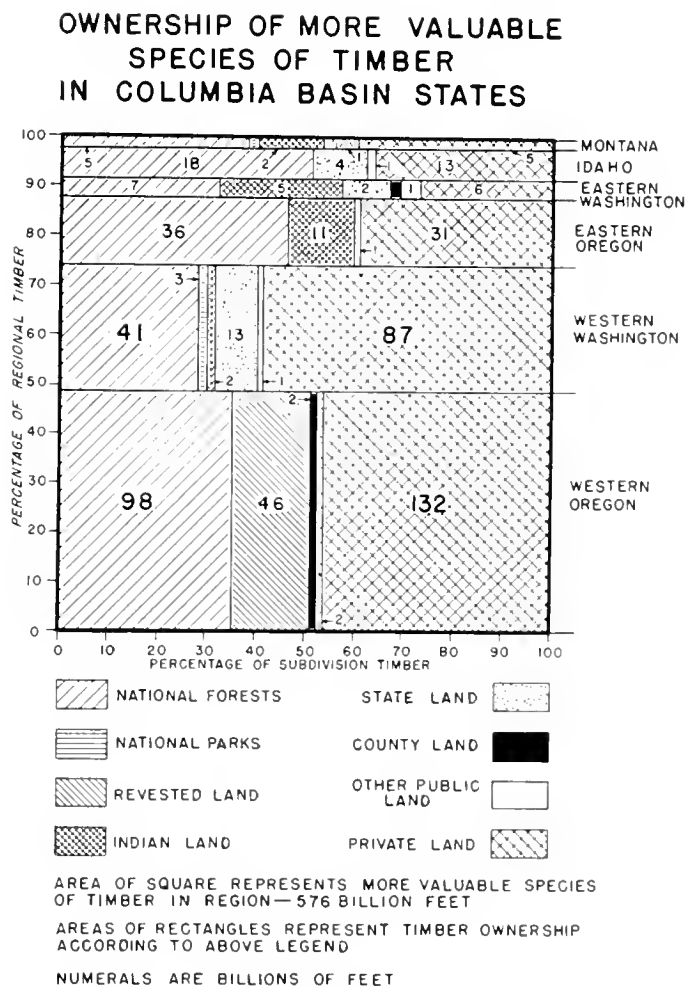 OWNERSHIP OF MORE VALUABLE
SPECIES OF TIMBER
IN COLUMBIA BASIN STATES
PERCENTAGE OF REGIONAL TIMBER
100
90
80
70
60
50
40
30
20
10
0
5 2 1 5
MONTANA
18 4 1 13
IDAHO
7 5 2 1 6
EASTERN
WASHINGTON
36 11 1 31
EASTERN
OREGON
3
41 13 87
2 1
WESTERN
WASHINGTON
2
98 46 132
2
WESTERN
OREGON
0 10 20 30 40 50 60 70 80 90 100
PERCENTAGE OF SUBDIVISION TIMBER
NATIONAL FORESTS
NATIONAL PARKS
REVESTED LAND
INDIAN LAND
STATE LAND
COUNTY LAND
OTHER PUBLIC
LAND
PRIVATE LAND
AREA OF SQUARE REPRESENTS MORE VALUABLE SPECIES
OF TIMBER IN REGION—576 BILLION FEET
AREAS OF RECTANGLES REPRESENT TIMBER OWNERSHIP
ACCORDING TO ABOVE LEGEND
NUMERALS ARE BILLIONS OF FEET